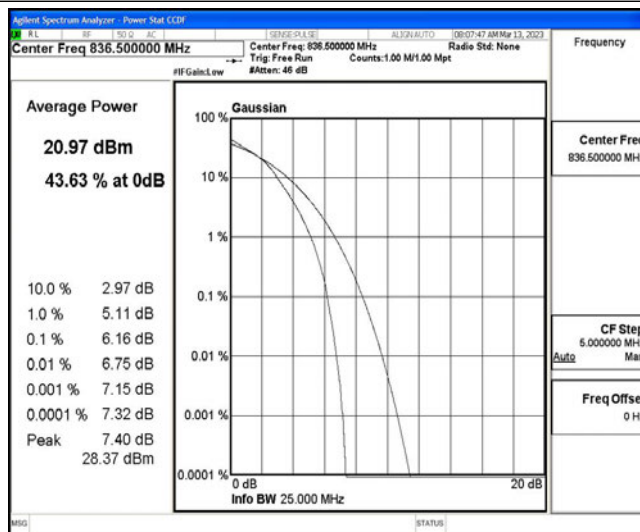 Agilent Spectrum Analyzer - Power Stat CCDF
RL RF 50 Ω AC SENSE:PULSE ALIGN AUTO 08:07:47 AM Mar 13, 2023
Center Freq 836.500000 MHz
Center Freq: 836.500000 MHz Radio Std: None
Trig: Free Run Counts:1.00 M/1.00 Mpt
#IFGain:Low #Atten: 46 dB
Frequency
Average Power
20.97 dBm
43.63 % at 0dB
10.0 % 2.97 dB
1.0 % 5.11 dB
0.1 % 6.16 dB
0.01 % 6.75 dB
0.001 % 7.15 dB
0.0001 % 7.32 dB
Peak 7.40 dB
28.37 dBm
Gaussian
100 %
10 %
1 %
0.1 %
0.01 %
0.001 %
0.0001 %
0 dB 20 dB
Info BW 25.000 MHz
Center Fre
836.500000 MH
CF Step
5.000000 MH
Auto Ma
Freq Offse
0 H
MSG STATUS